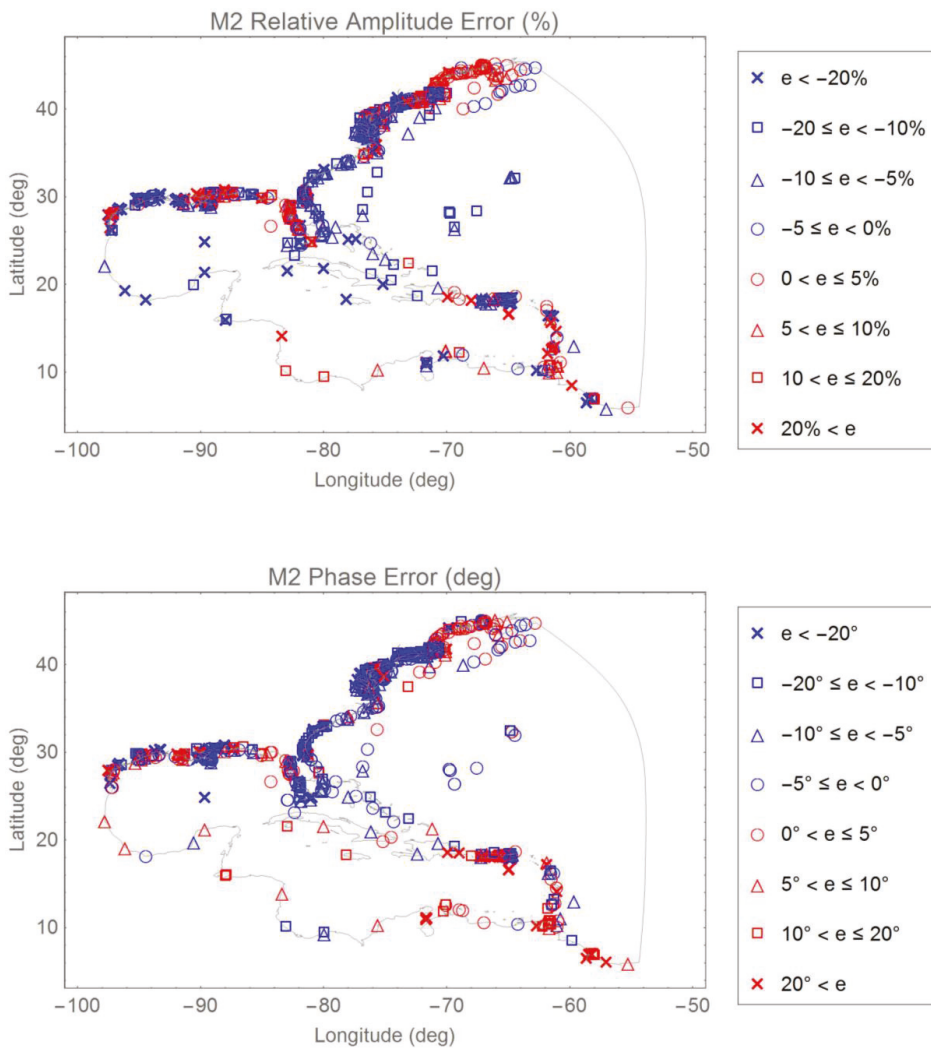 M2 Relative Amplitude Error (%)
40
30
20
10
Latitude (deg)
−100 −90 −80 −70 −60 −50
Longitude (deg)
e < −20%
−20 ≤ e < −10%
−10 ≤ e < −5%
−5 ≤ e < 0%
0 < e ≤ 5%
5 < e ≤ 10%
10 < e ≤ 20%
20% < e
M2 Phase Error (deg)
40
30
20
10
Latitude (deg)
−100 −90 −80 −70 −60 −50
Longitude (deg)
e < −20°
−20° ≤ e < −10°
−10° ≤ e < −5°
−5° ≤ e < 0°
0° < e ≤ 5°
5° < e ≤ 10°
10° < e ≤ 20°
20° < e